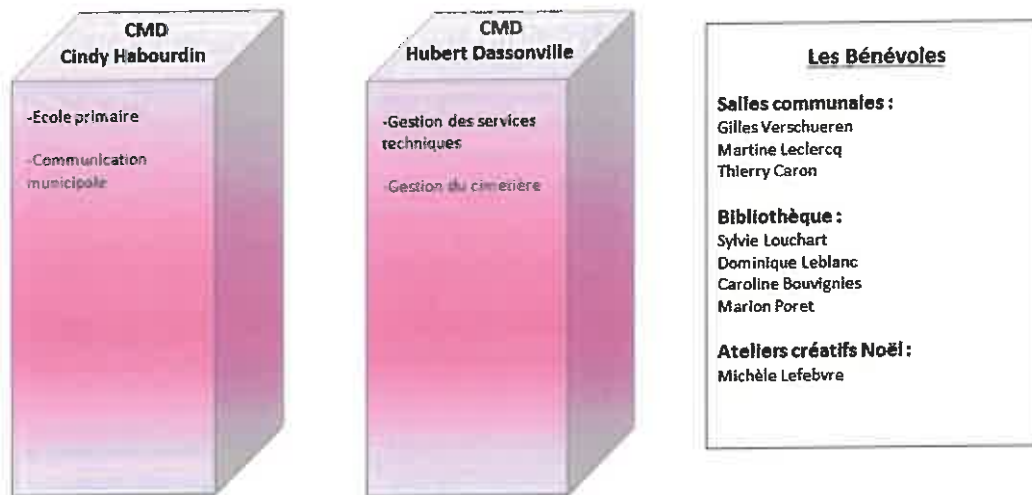 CMD
Cindy Habourdin
-Ecole primaire
-Communication
municipale
CMD
Hubert Dassonville
-Gestion des services
techniques
-Gestion du cimetière
Les Bénévoles
Salles communales :
Gilles Verschueren
Martine Leclercq
Thierry Caron
Bibliothèque :
Sylvie Louchart
Dominique Leblanc
Caroline Bouvignies
Marion Poret
Ateliers créatifs Noël :
Michèle Lefebvre